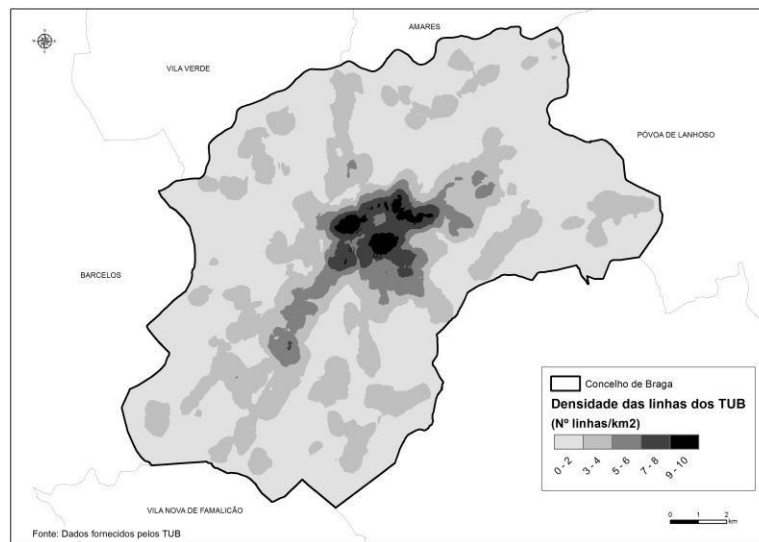 AMARES
VILA VERDE
PÓVOA DE LANHOSO
BARCELOS
Concelho de Braga
Densidade das linhas dos TUB
(Nº linhas/km2)
0 - 2
3 - 4
5 - 6
7 - 8
9 - 10
VILA NOVA DE FAMALICÃO
0 1 2
km
Fonte: Dados fornecidos pelos TUB